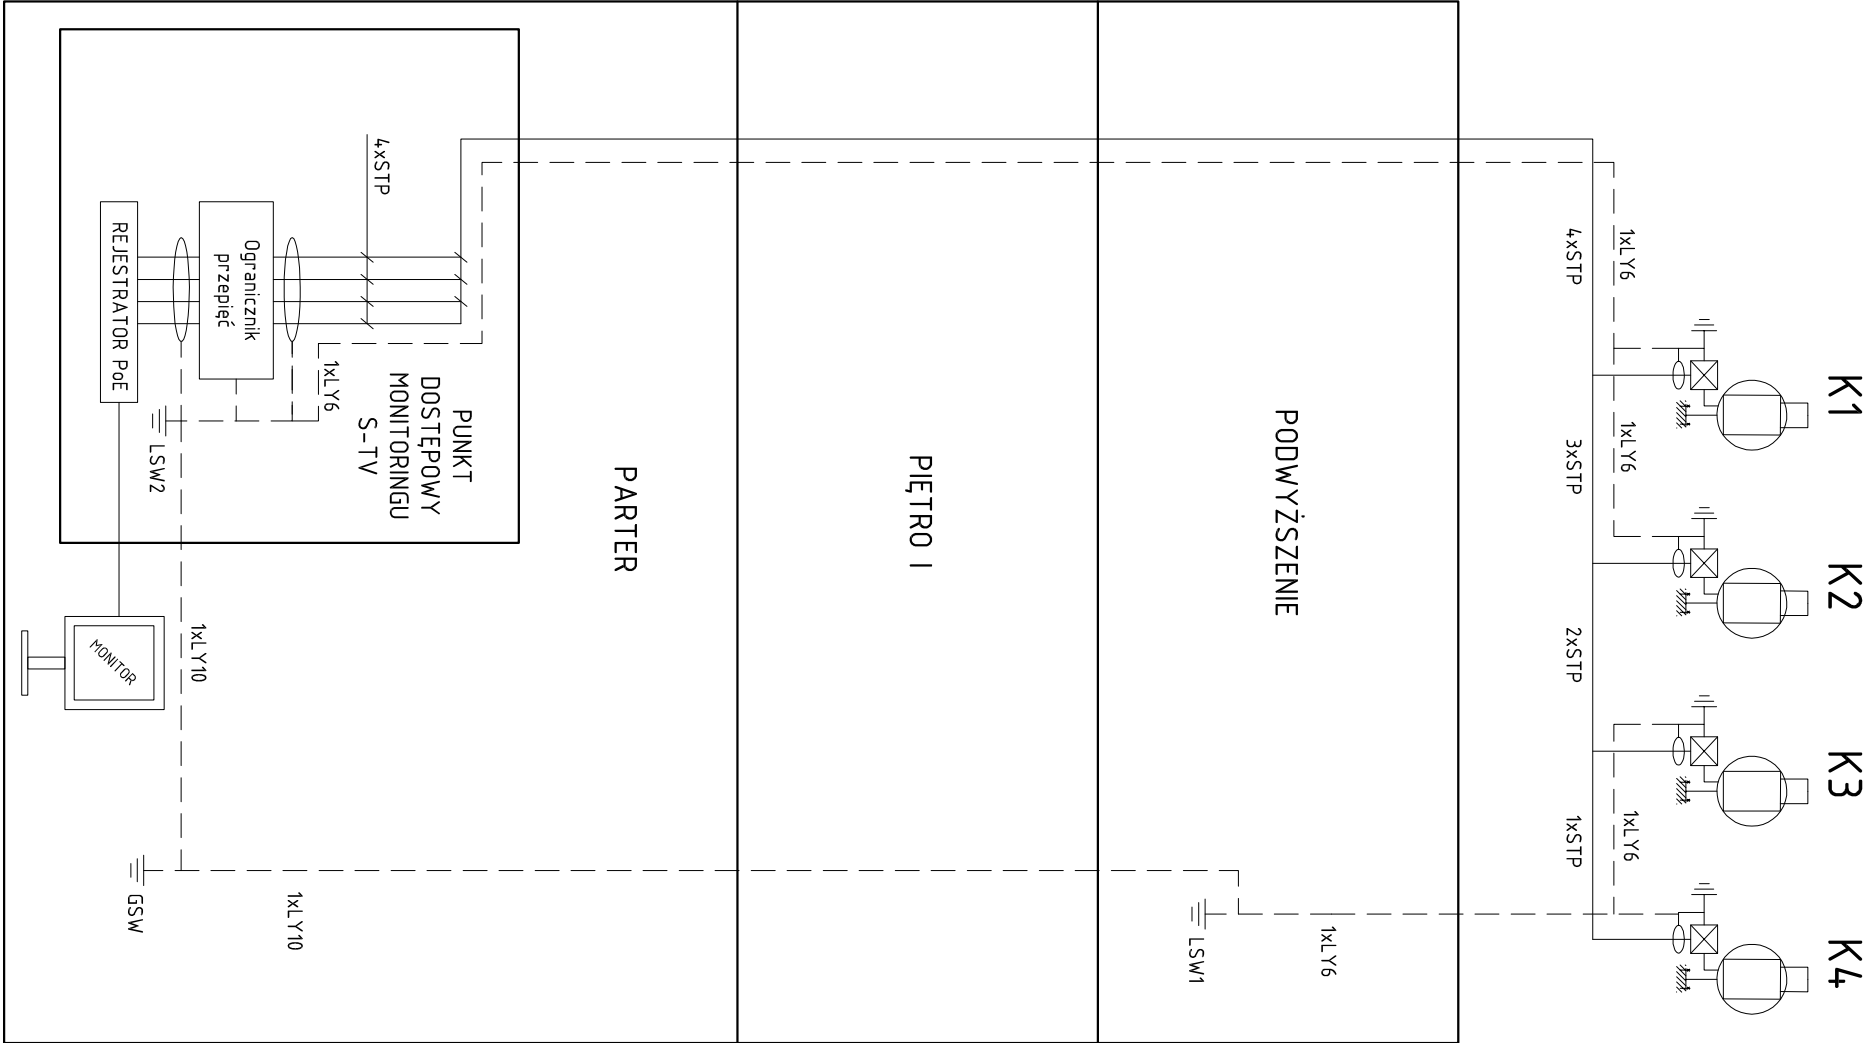 K1
K2
K3
K4
1xLY6
1xLY6
1xLY6
4xSTP
3xSTP
2xSTP
1xSTP
PODWYŻSZENIE
1xLY6
LSW1
PIĘTRO I
PARTER
PUNKT
DOSTĘPOWY
MONITORINGU
S-TV
4xSTP
1xLY6
Ogranicznik
przepięć
REJESTRATOR PoE
LSW2
1xLY10
MONITOR
1xLY10
GSW